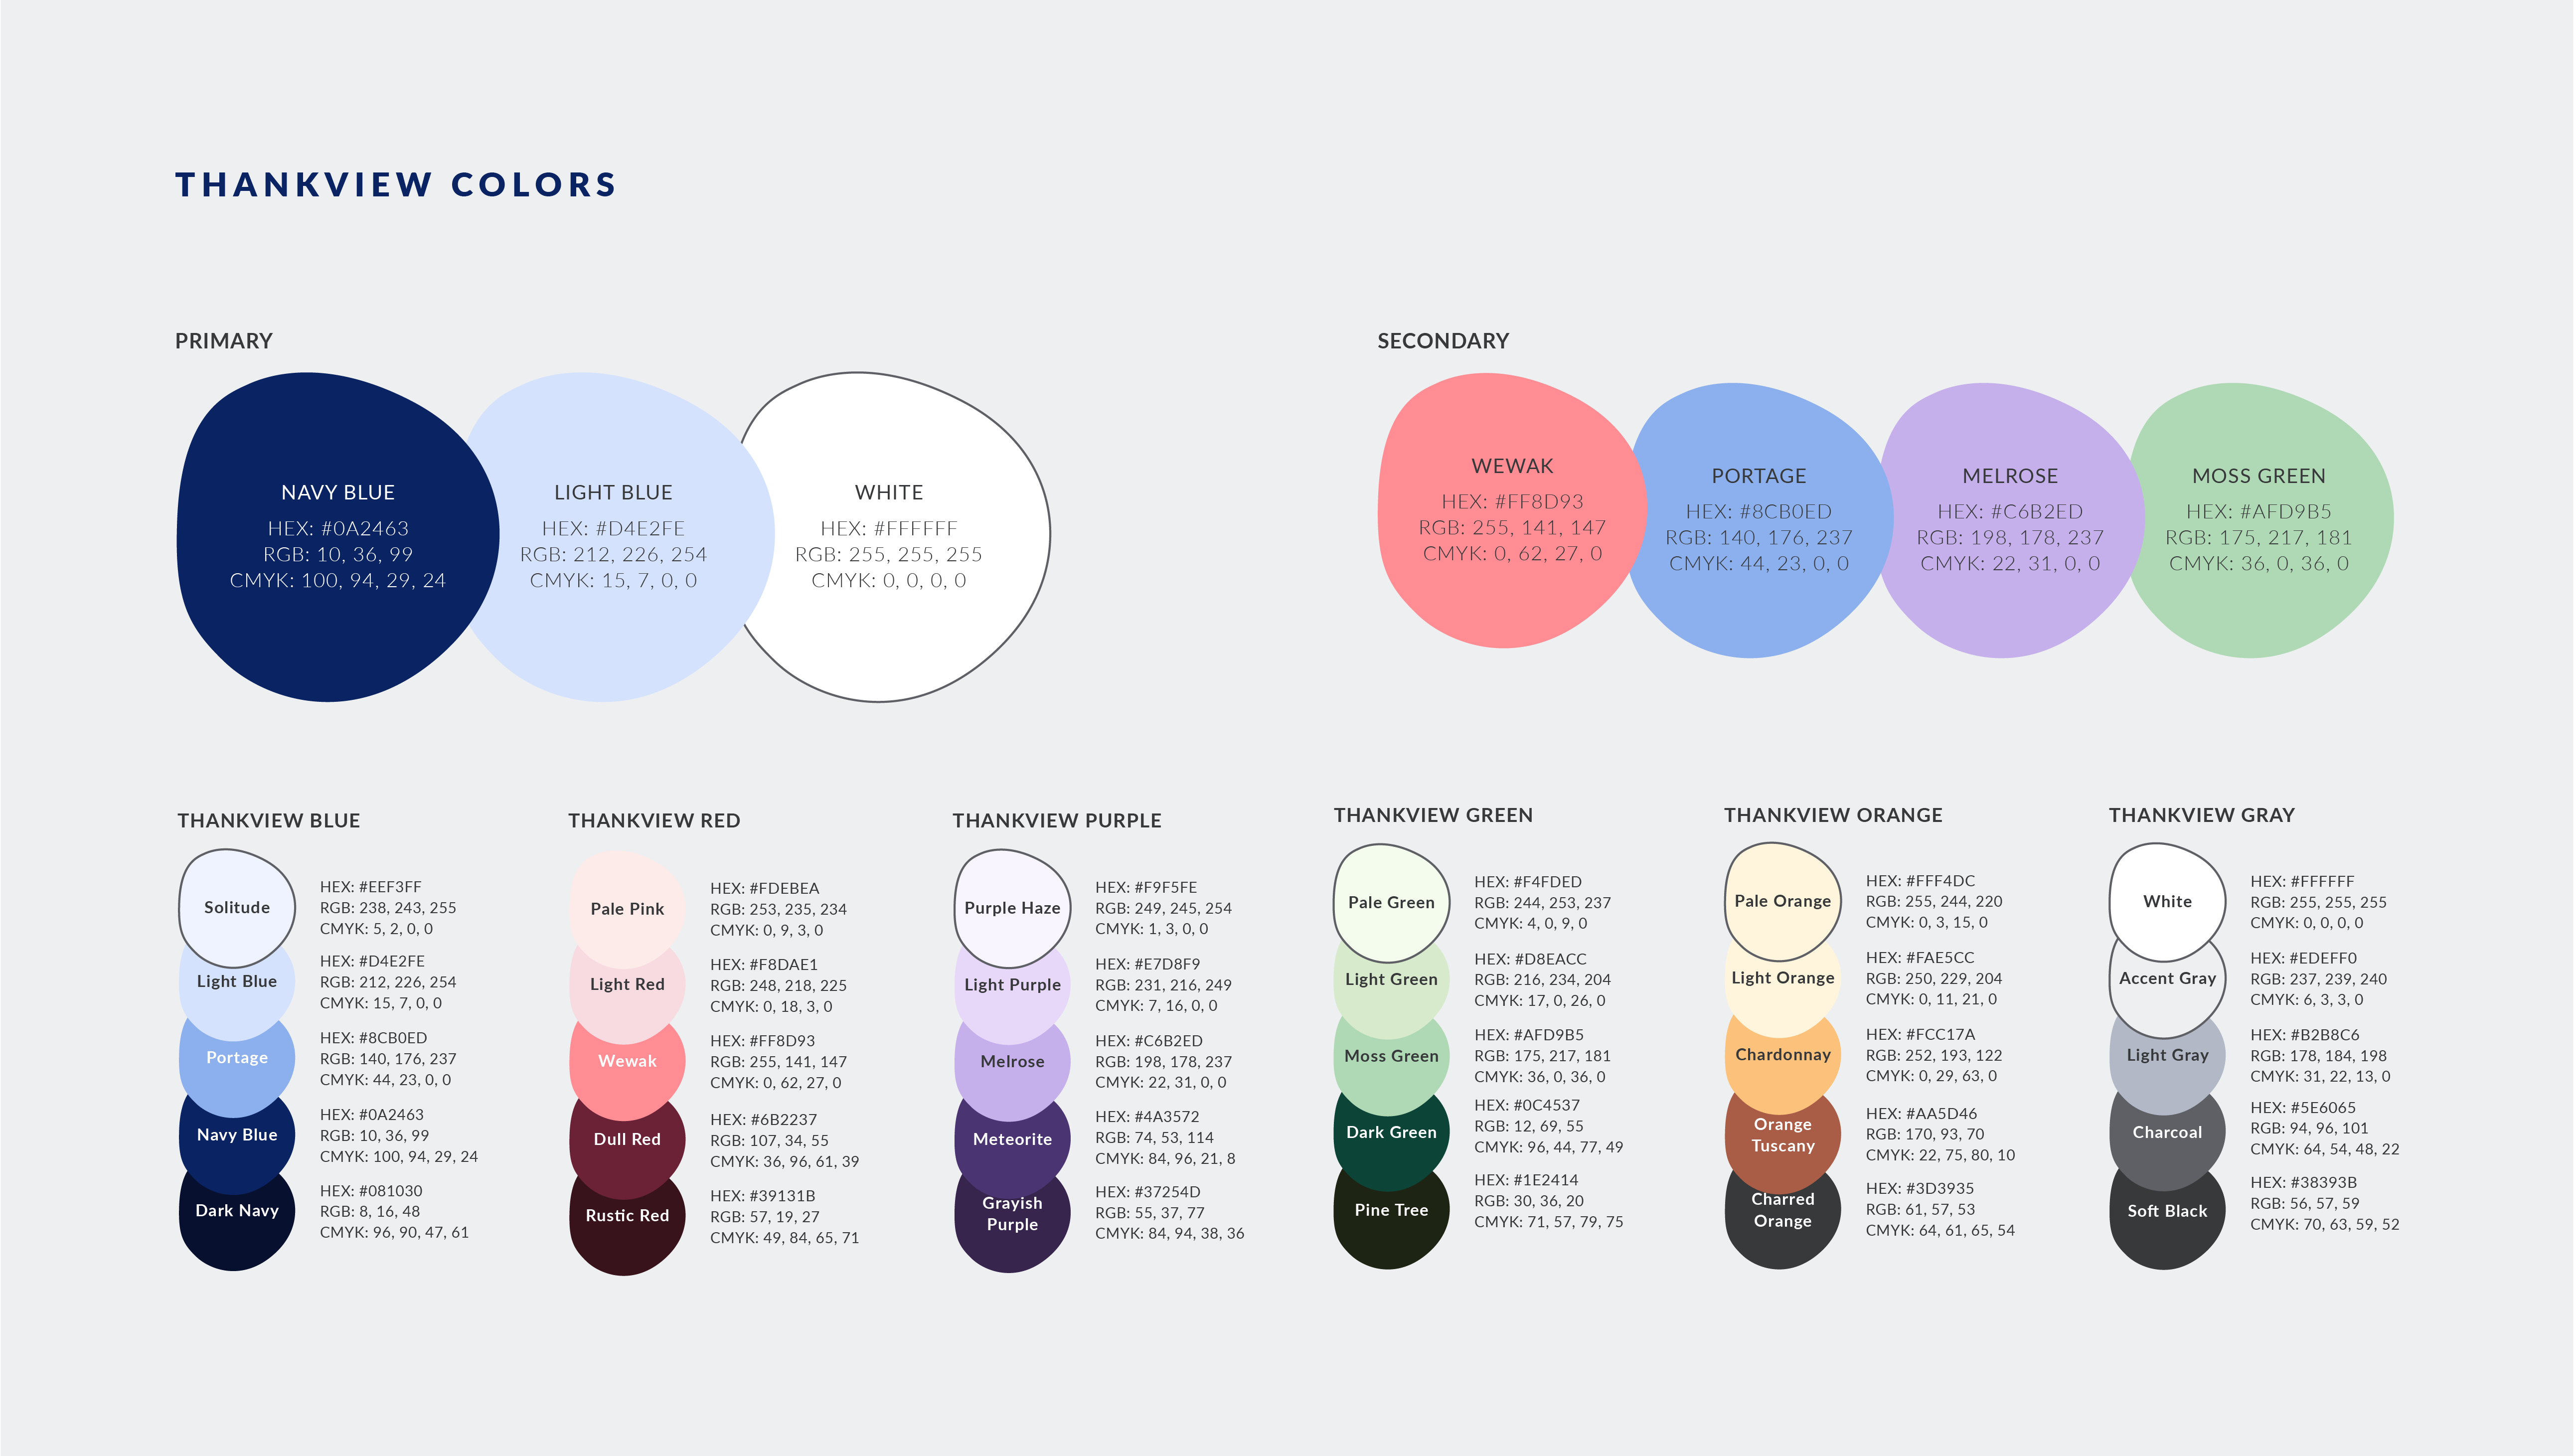 THANKVIEW COLORS
PRIMARY
NAVY BLUE
HEX: #0A2463
RGB: 10, 36, 99
CMYK: 100, 94, 29, 24
LIGHT BLUE
HEX: #D4E2FE
RGB: 212, 226, 254
CMYK: 15, 7, 0, 0
WHITE
HEX: #FFFFFF
RGB: 255, 255, 255
CMYK: 0, 0, 0, 0
SECONDARY
WEWAK
HEX: #FF8D93
RGB: 255, 141, 147
CMYK: 0, 62, 27, 0
PORTAGE
HEX: #8CB0ED
RGB: 140, 176, 237
CMYK: 44, 23, 0, 0
MELROSE
HEX: #C6B2ED
RGB: 198, 178, 237
CMYK: 22, 31, 0, 0
MOSS GREEN
HEX: #AFD9B5
RGB: 175, 217, 181
CMYK: 36, 0, 36, 0
THANKVIEW BLUE
Solitude
HEX: #EEF3FF
RGB: 238, 243, 255
CMYK: 5, 2, 0, 0
Light Blue
HEX: #D4E2FE
RGB: 212, 226, 254
CMYK: 15, 7, 0, 0
Portage
HEX: #8CB0ED
RGB: 140, 176, 237
CMYK: 44, 23, 0, 0
Navy Blue
HEX: #0A2463
RGB: 10, 36, 99
CMYK: 100, 94, 29, 24
Dark Navy
HEX: #081030
RGB: 8, 16, 48
CMYK: 96, 90, 47, 61
THANKVIEW RED
Pale Pink
HEX: #FDEBEA
RGB: 253, 235, 234
CMYK: 0, 9, 3, 0
Light Red
HEX: #F8DAE1
RGB: 248, 218, 225
CMYK: 0, 18, 3, 0
Wewak
HEX: #FF8D93
RGB: 255, 141, 147
CMYK: 0, 62, 27, 0
Dull Red
HEX: #6B2237
RGB: 107, 34, 55
CMYK: 36, 96, 61, 39
Rustic Red
HEX: #39131B
RGB: 57, 19, 27
CMYK: 49, 84, 65, 71
THANKVIEW PURPLE
Purple Haze
HEX: #F9F5FE
RGB: 249, 245, 254
CMYK: 1, 3, 0, 0
Light Purple
HEX: #E7D8F9
RGB: 231, 216, 249
CMYK: 7, 16, 0, 0
Melrose
HEX: #C6B2ED
RGB: 198, 178, 237
CMYK: 22, 31, 0, 0
Meteorite
HEX: #4A3572
RGB: 74, 53, 114
CMYK: 84, 96, 21, 8
Grayish
Purple
HEX: #37254D
RGB: 55, 37, 77
CMYK: 84, 94, 38, 36
THANKVIEW GREEN
Pale Green
HEX: #F4FDED
RGB: 244, 253, 237
CMYK: 4, 0, 9, 0
Light Green
HEX: #D8EACC
RGB: 216, 234, 204
CMYK: 17, 0, 26, 0
Moss Green
HEX: #AFD9B5
RGB: 175, 217, 181
CMYK: 36, 0, 36, 0
Dark Green
HEX: #0C4537
RGB: 12, 69, 55
CMYK: 96, 44, 77, 49
Pine Tree
HEX: #1E2414
RGB: 30, 36, 20
CMYK: 71, 57, 79, 75
THANKVIEW ORANGE
Pale Orange
HEX: #FFF4DC
RGB: 255, 244, 220
CMYK: 0, 3, 15, 0
Light Orange
HEX: #FAE5CC
RGB: 250, 229, 204
CMYK: 0, 11, 21, 0
Chardonnay
HEX: #FCC17A
RGB: 252, 193, 122
CMYK: 0, 29, 63, 0
Orange
Tuscany
HEX: #AA5D46
RGB: 170, 93, 70
CMYK: 22, 75, 80, 10
Charred
Orange
HEX: #3D3935
RGB: 61, 57, 53
CMYK: 64, 61, 65, 54
THANKVIEW GRAY
White
HEX: #FFFFFF
RGB: 255, 255, 255
CMYK: 0, 0, 0, 0
Accent Gray
HEX: #EDEFF0
RGB: 237, 239, 240
CMYK: 6, 3, 3, 0
Light Gray
HEX: #B2B8C6
RGB: 178, 184, 198
CMYK: 31, 22, 13, 0
Charcoal
HEX: #5E6065
RGB: 94, 96, 101
CMYK: 64, 54, 48, 22
Soft Black
HEX: #38393B
RGB: 56, 57, 59
CMYK: 70, 63, 59, 52